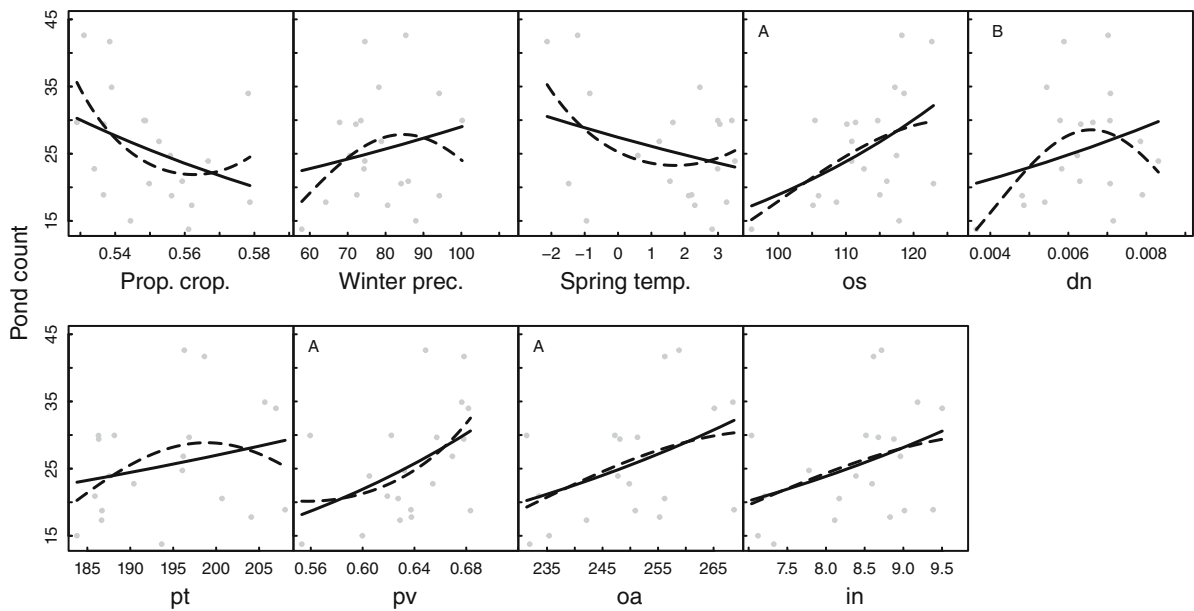 45
35
25
15
A
B
0.54 0.56 0.58
60 70 80 90 100
−2 −1 0 1 2 3
100 110 120
0.004 0.006 0.008
Prop. crop.
Winter prec.
Spring temp.
os
dn
Pond count
45
35
25
15
A
A
185 190 195 200 205
0.56 0.60 0.64 0.68
235 245 255 265
7.5 8.0 8.5 9.0 9.5
pt
pv
oa
in